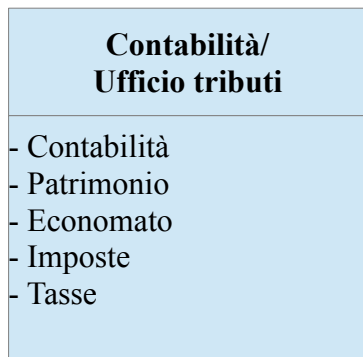 Contabilità/
Ufficio tributi
- Contabilità
- Patrimonio
- Economato
- Imposte
- Tasse